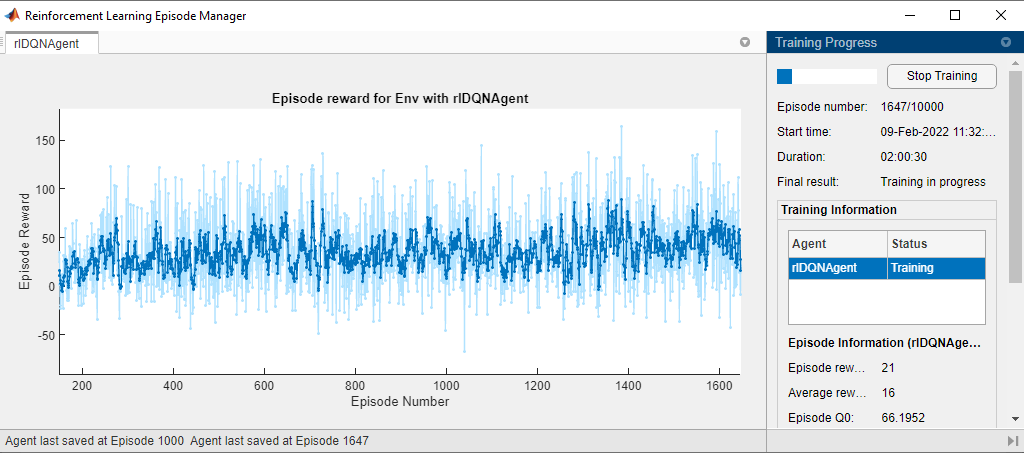 Reinforcement Learning Episode Manager
rlDQNAgent
Training Progress
Episode reward for Env with rlDQNAgent
Episode Reward
150
100
50
0
-50
200 400 600 800 1000 1200 1400 1600
Episode Number
Stop Training
Episode number: 1647/10000
Start time: 09-Feb-2022 11:32:...
Duration: 02:00:30
Final result: Training in progress
Training Information
Agent Status
rlDQNAgent Training
Episode Information (rlDQNAge...
Episode rew... 21
Average rew... 16
Episode Q0: 66.1952
Agent last saved at Episode 1000 Agent last saved at Episode 1647